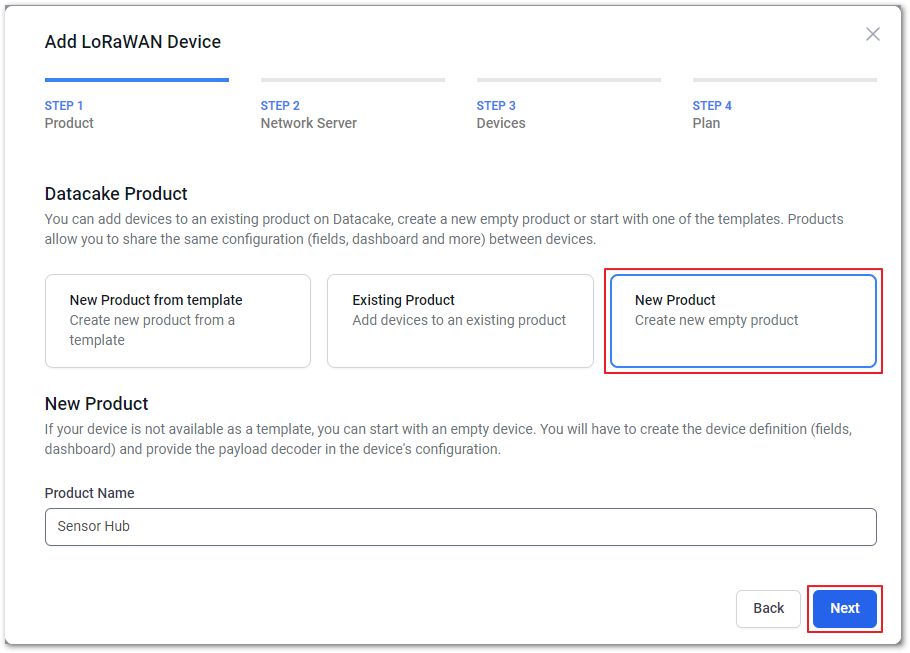 Add LoRaWAN Device
STEP 1
Product
STEP 2
Network Server
STEP 3
Devices
STEP 4
Plan
Datacake Product
You can add devices to an existing product on Datacake, create a new empty product or start with one of the templates. Products
allow you to share the same configuration (fields, dashboard and more) between devices.
New Product from template
Create new product from a
template
Existing Product
Add devices to an existing product
New Product
Create new empty product
New Product
If your device is not available as a template, you can start with an empty device. You will have to create the device definition (fields,
dashboard) and provide the payload decoder in the device's configuration.
Product Name
Sensor Hub
Back
Next